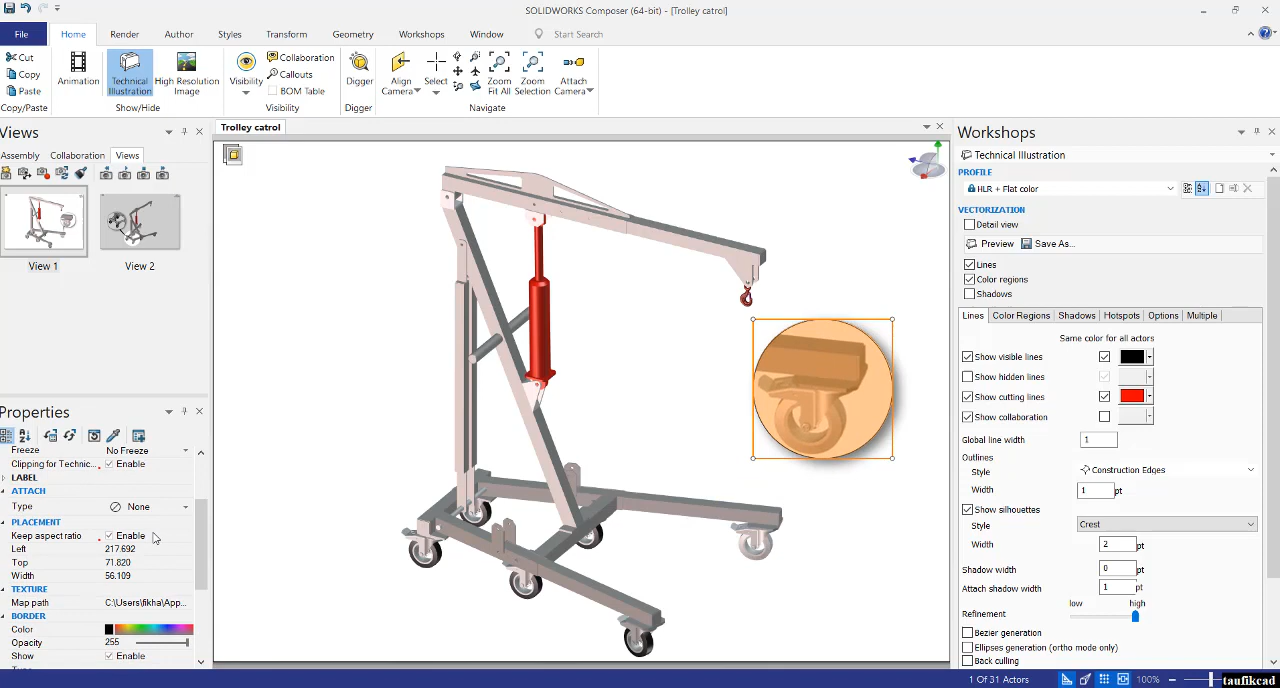 SOLIDWORKS Composer (64-bit) - [Trolley catrol]
File Home Render Author Styles Transform Geometry Workshops Window Start Search
Cut
Copy
Paste
Copy/Paste
Animation
Technical
Illustration
High Resolution
Image
Show/Hide
Visibility
Collaboration
Callouts
BOM Table
Visibility
Digger
Digger
Align
Camera
Select
Zoom
Fit All
Zoom
Selection
Attach
Camera
Navigate
Views
Assembly Collaboration Views
View 1
View 2
Trolley catrol
Properties
Freeze No Freeze
Clipping for Technic... Enable
LABEL
ATTACH
Type None
PLACEMENT
Keep aspect ratio Enable
Left 217.692
Top 71.820
Width 56.109
TEXTURE
Map path C:\Users\fikha\App...
BORDER
Color
Opacity 255
Show Enable
Workshops
Technical Illustration
PROFILE
HLR + Flat color
VECTORIZATION
Detail view
Preview Save As...
Lines
Color regions
Shadows
Lines Color Regions Shadows Hotspots Options Multiple
Same color for all actors
Show visible lines
Show hidden lines
Show cutting lines
Show collaboration
Global line width 1
Outlines
Style Construction Edges
Width 1 pt
Show silhouettes
Style Crest
Width 2 pt
Shadow width 0 pt
Attach shadow width 1 pt
low high
Refinement
Bezier generation
Ellipses generation (ortho mode only)
Back culling
1 Of 31 Actors 100% taufikcad